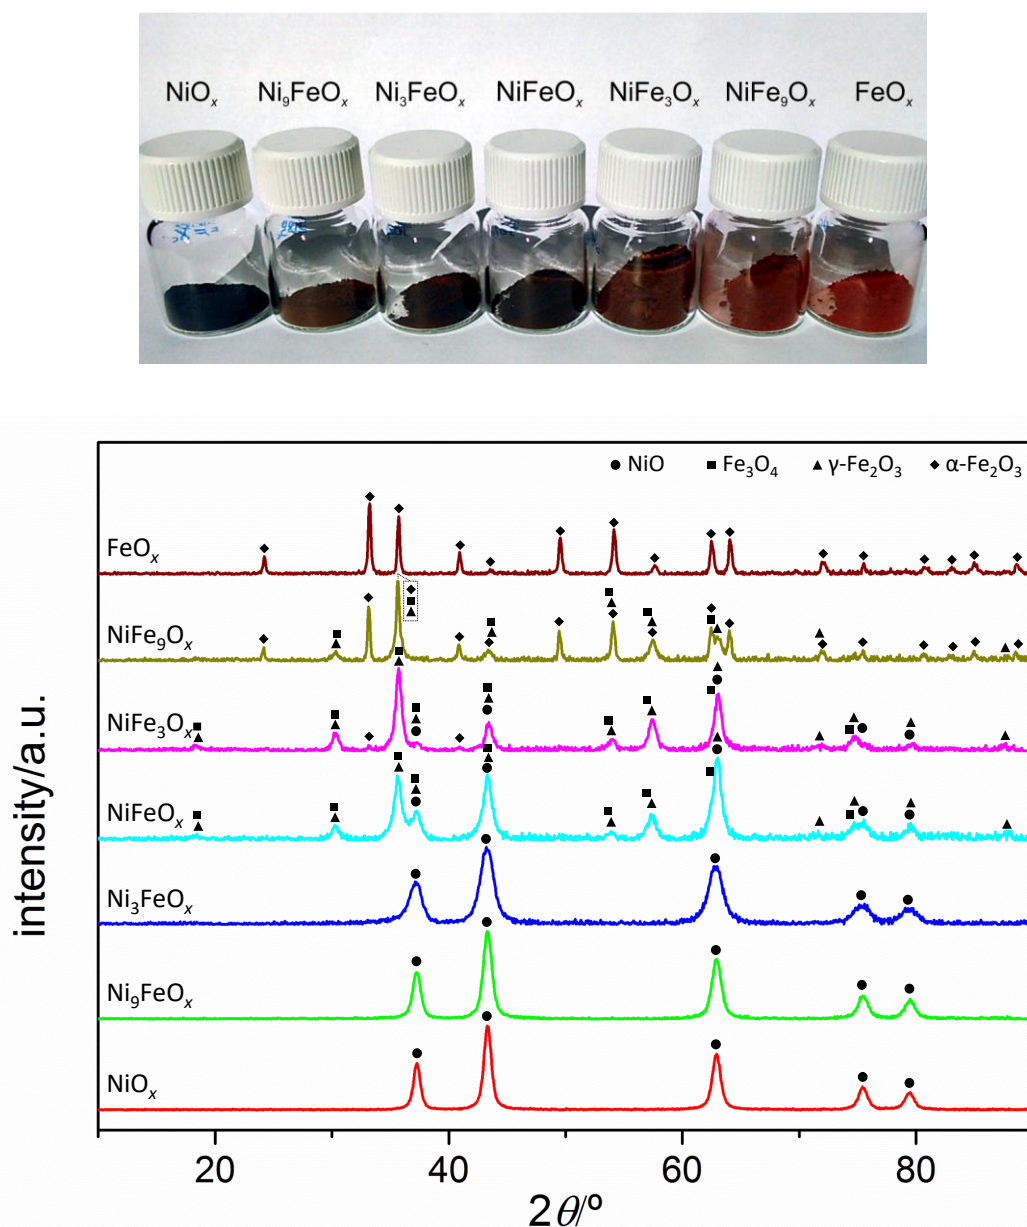 NiOₓ Ni₉FeOₓ Ni₃FeOₓ NiFeOₓ NiFe₃Oₓ NiFe₉Oₓ FeOₓ
● NiO ■ Fe₃O₄ ▲ γ-Fe₂O₃ ◆ α-Fe₂O₃
FeOₓ
NiFe₉Oₓ
NiFe₃Oₓ
NiFeOₓ
Ni₃FeOₓ
Ni₉FeOₓ
NiOₓ
intensity/a.u.
20 40 60 80
2θ/º